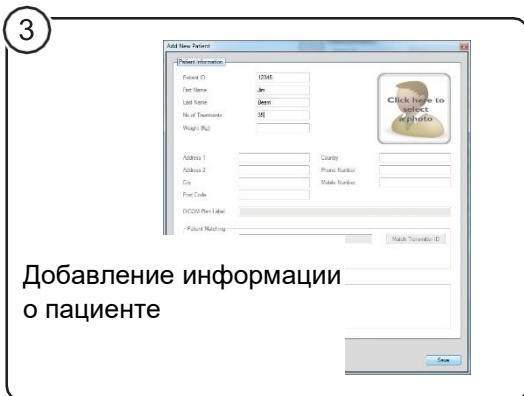 3
Add New Patient
Patient Information
Patient ID 12345
First Name Jim
Last Name Beam
No of Treatments 35
Weight (Kg)
Click here to
select
a photo
Address 1 Country
Address 2 Phone Number
City Mobile Number
Post Code
DICOM Plan Label
Patient Matching
Match Transmitter ID
Добавление информации
о пациенте
Save